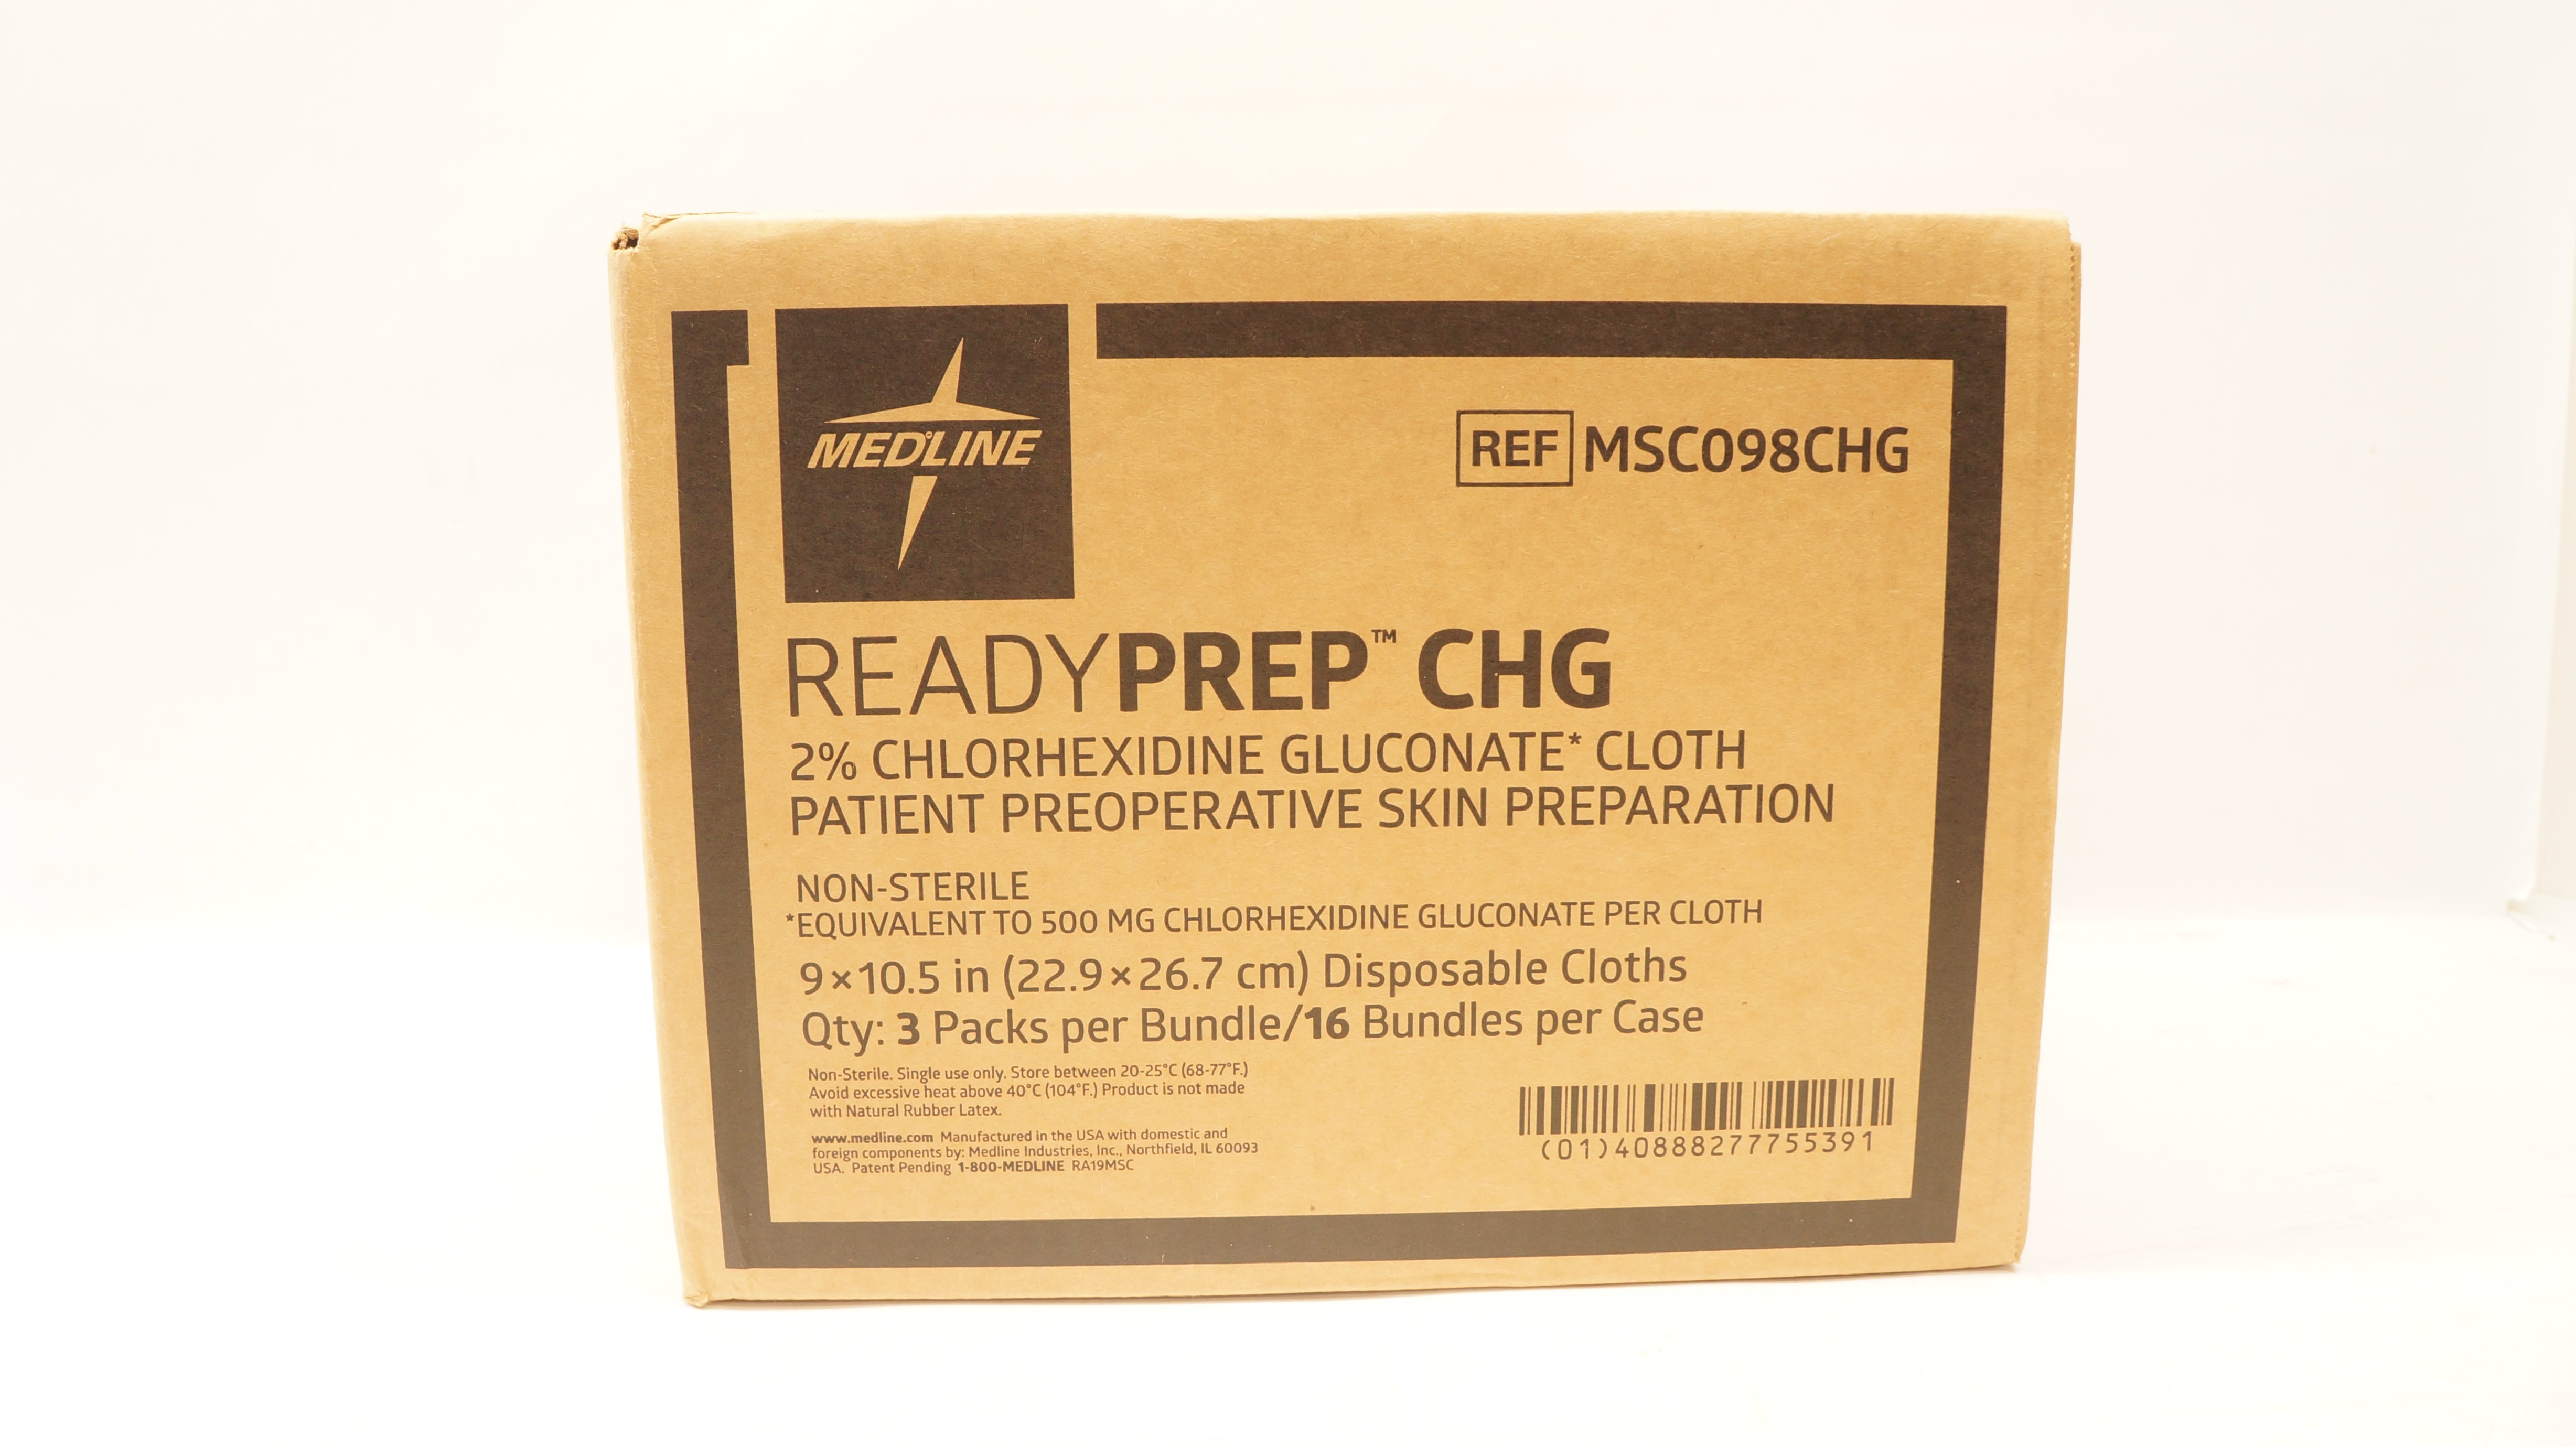 MEDLINE
REF MSC098CHG
READYPREP™ CHG
2% CHLORHEXIDINE GLUCONATE* CLOTH
PATIENT PREOPERATIVE SKIN PREPARATION
NON-STERILE
*EQUIVALENT TO 500 MG CHLORHEXIDINE GLUCONATE PER CLOTH
9×10.5 in (22.9×26.7 cm) Disposable Cloths
Qty: 3 Packs per Bundle/16 Bundles per Case
Non-Sterile. Single use only. Store between 20-25°C (68-77°F.)
Avoid excessive heat above 40°C (104°F.) Product is not made
with Natural Rubber Latex.
www.medline.com Manufactured in the USA with domestic and
foreign components by: Medline Industries, Inc., Northfield, IL 60093
USA. Patent Pending 1-800-MEDLINE RA19MSC
(01)40888277755391